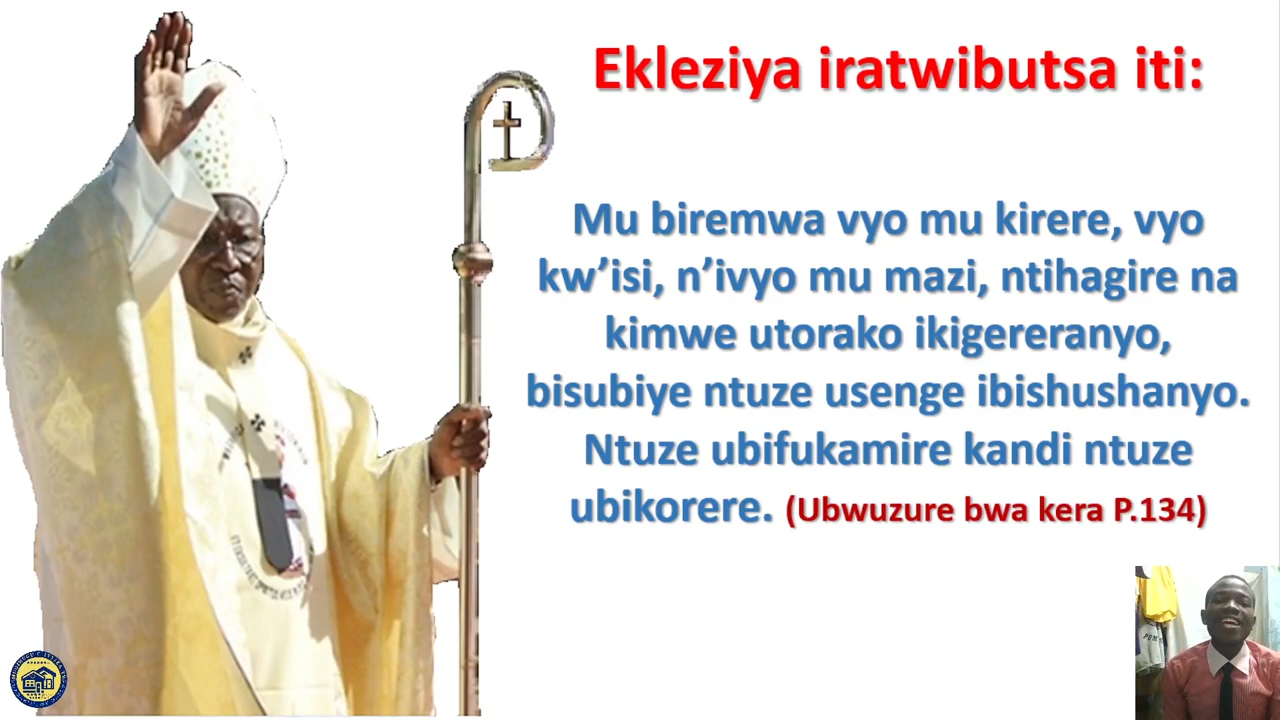 Ekleziya iratwibutsa iti:
Mu biremwa vyo mu kirere, vyo
kw’isi, n’ivyo mu mazi, ntihagire na
kimwe utorako ikigereranyo,
bisubiye ntuze usenge ibishushanyo.
Ntuze ubifukamire kandi ntuze
ubikorere. (Ubwuzure bwa kera P.134)